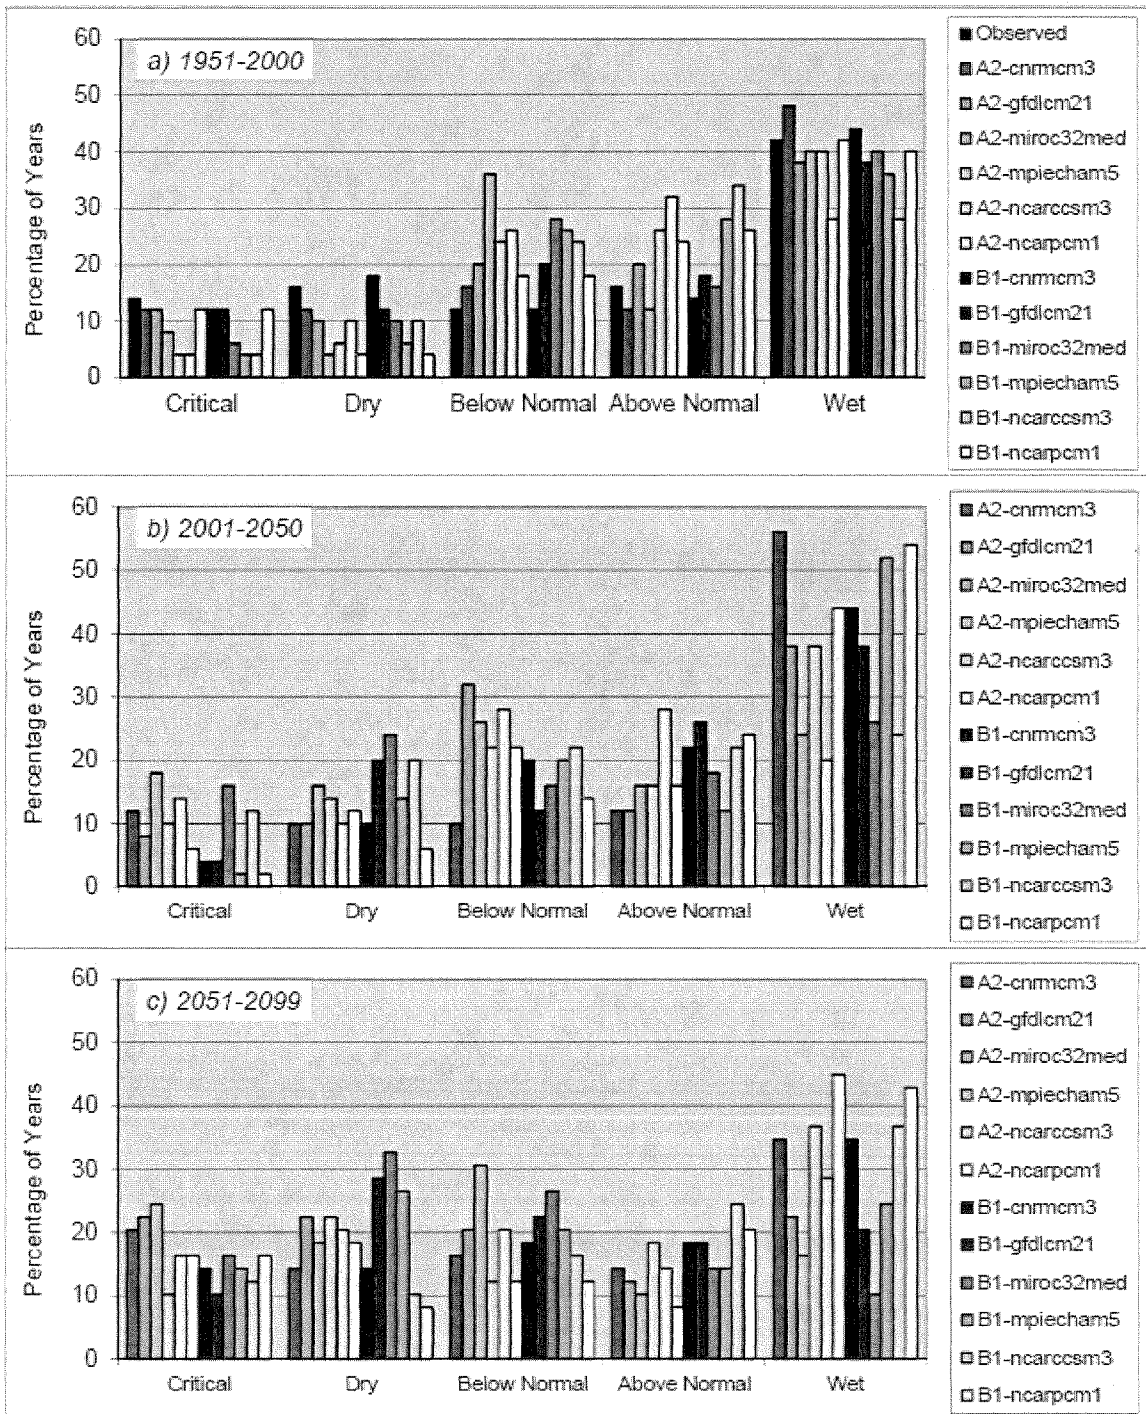 a) 1951-2000
Percentage of Years
60
50
40
30
20
10
0
Critical
Dry
Below Normal
Above Normal
Wet
Observed
A2-cnrmcm3
A2-gfdlcm21
A2-miroc32med
A2-mpiecham5
A2-ncarccsm3
A2-ncarpcm1
B1-cnrmcm3
B1-gfdlcm21
B1-miroc32med
B1-mpiecham5
B1-ncarccsm3
B1-ncarpcm1
b) 2001-2050
Percentage of Years
60
50
40
30
20
10
0
Critical
Dry
Below Normal
Above Normal
Wet
A2-cnrmcm3
A2-gfdlcm21
A2-miroc32med
A2-mpiecham5
A2-ncarccsm3
A2-ncarpcm1
B1-cnrmcm3
B1-gfdlcm21
B1-miroc32med
B1-mpiecham5
B1-ncarccsm3
B1-ncarpcm1
c) 2051-2099
Percentage of Years
60
50
40
30
20
10
0
Critical
Dry
Below Normal
Above Normal
Wet
A2-cnrmcm3
A2-gfdlcm21
A2-miroc32med
A2-mpiecham5
A2-ncarccsm3
A2-ncarpcm1
B1-cnrmcm3
B1-gfdlcm21
B1-miroc32med
B1-mpiecham5
B1-ncarccsm3
B1-ncarpcm1